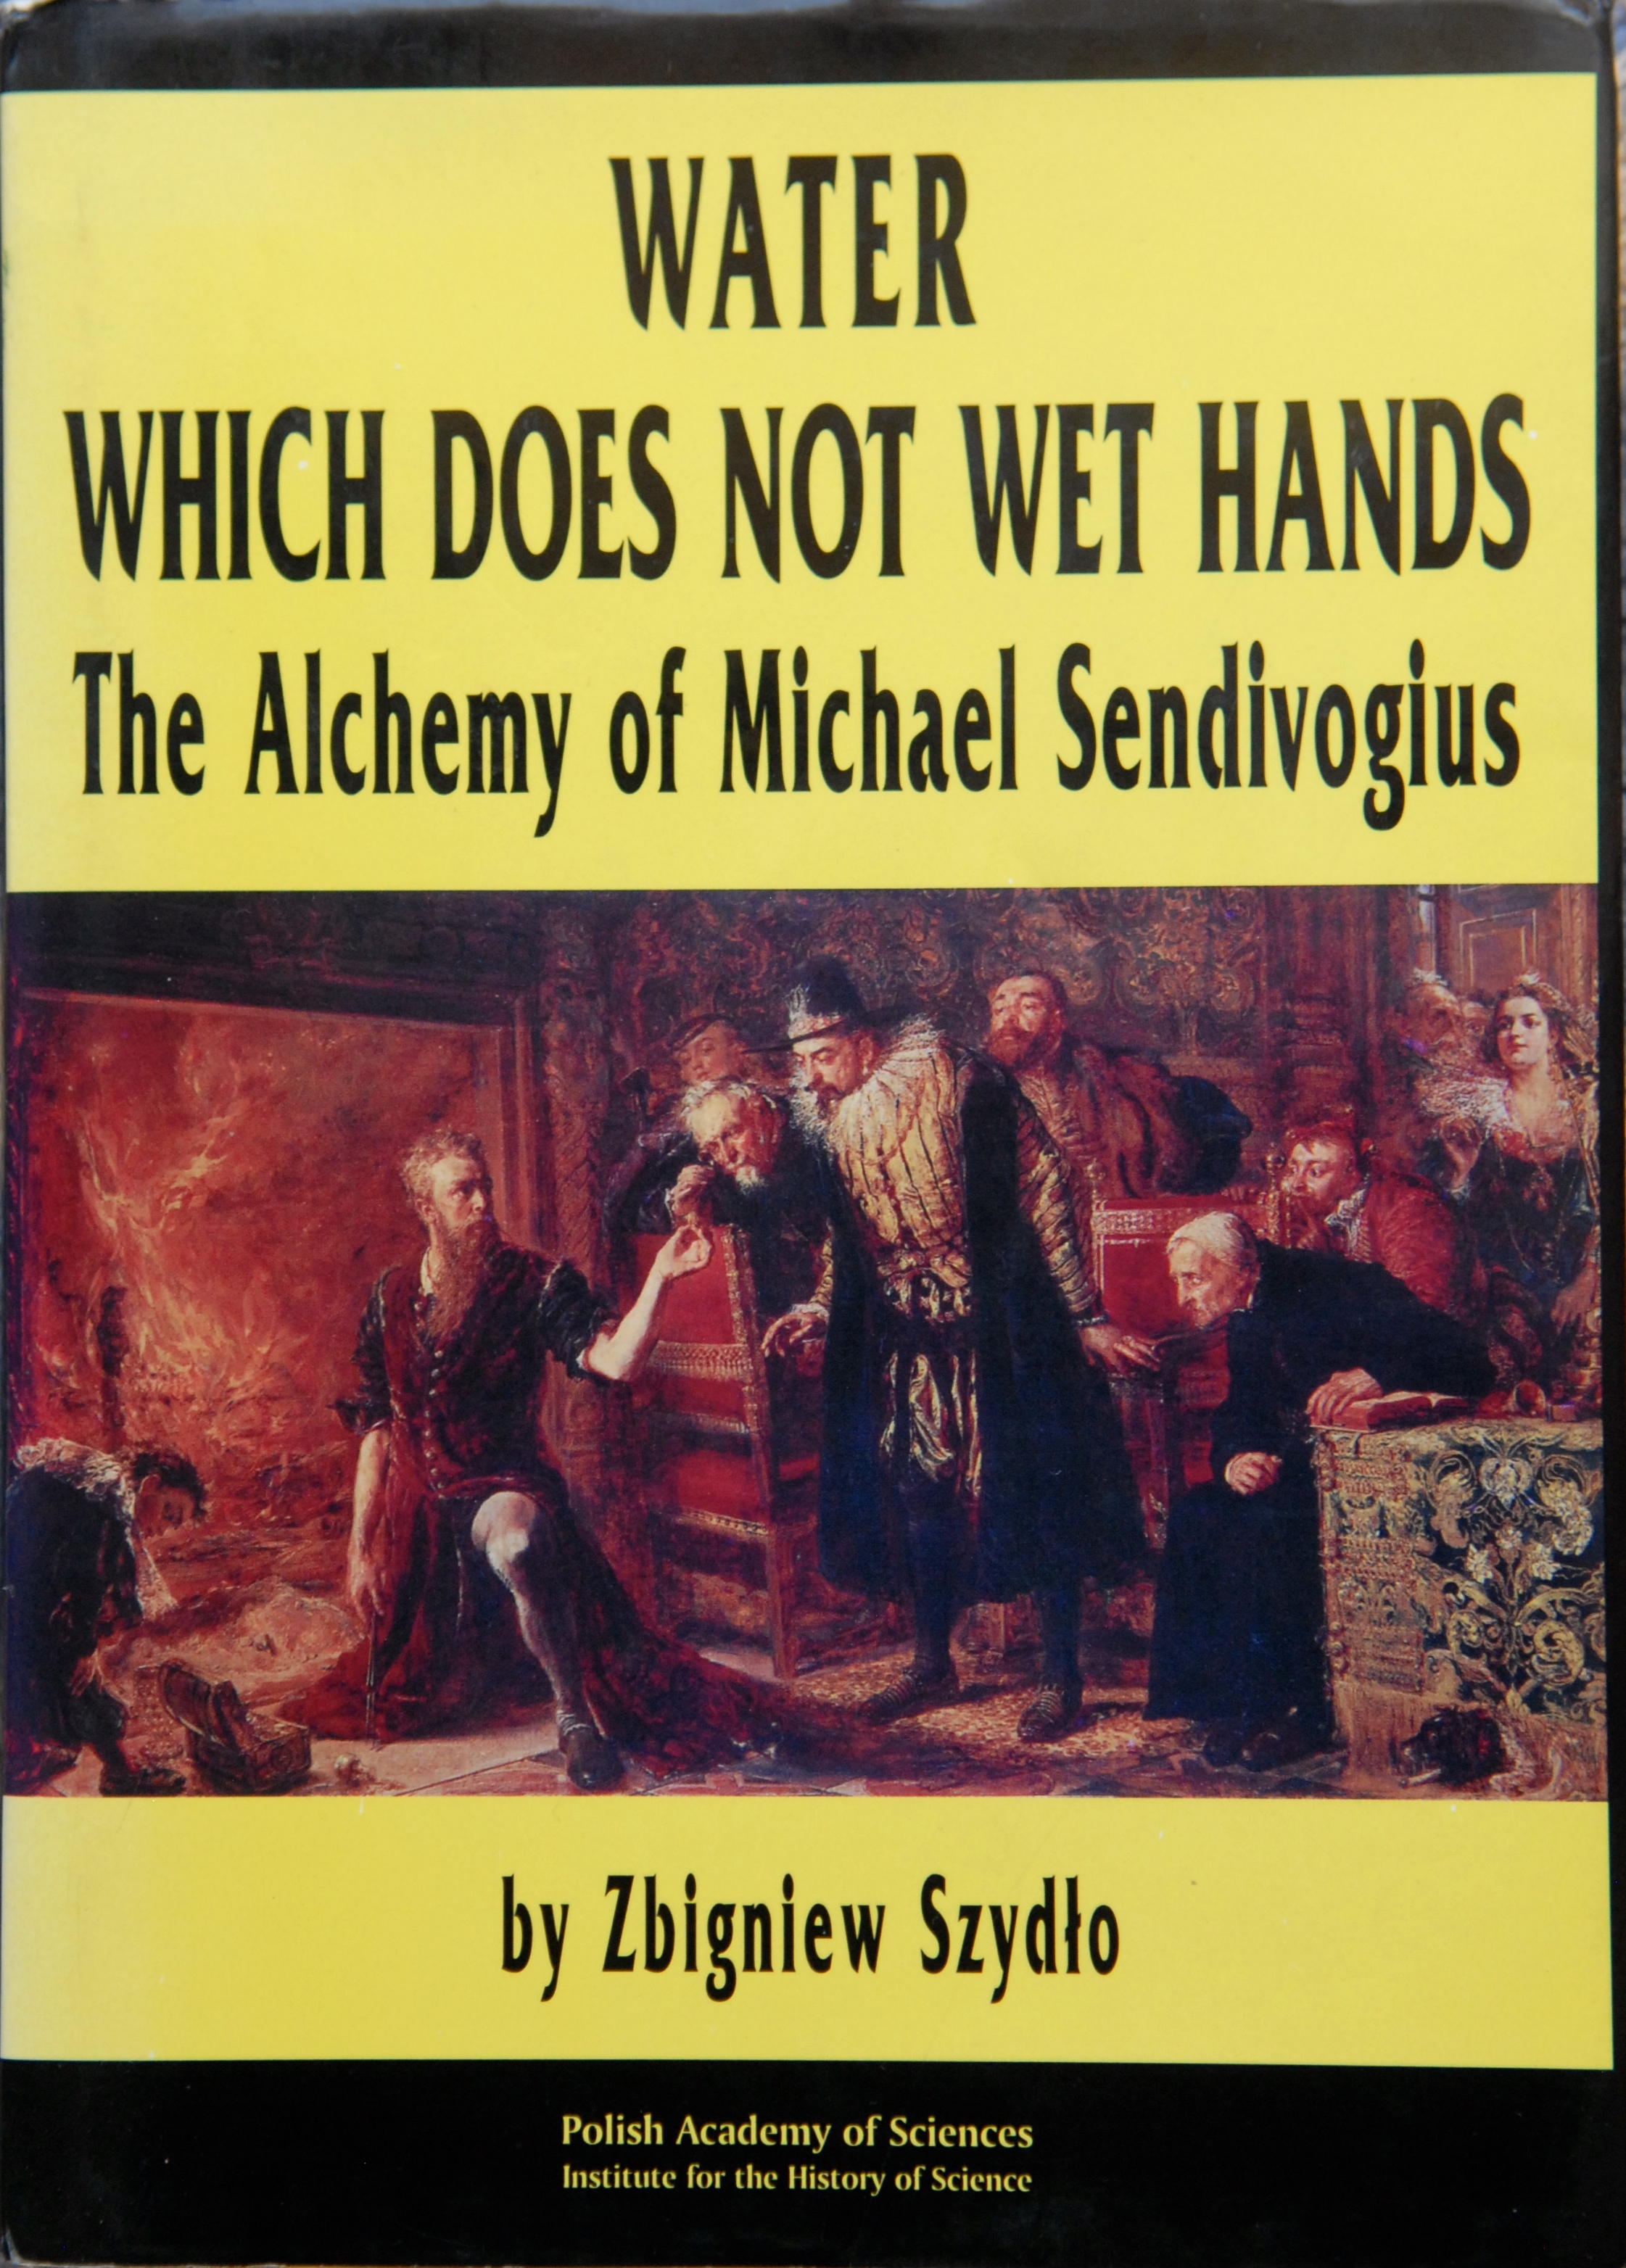 WATER
WHICH DOES NOT WET HANDS
The Alchemy of Michael Sendivogius
by Zbigniew Szydło
Polish Academy of Sciences
Institute for the History of Science